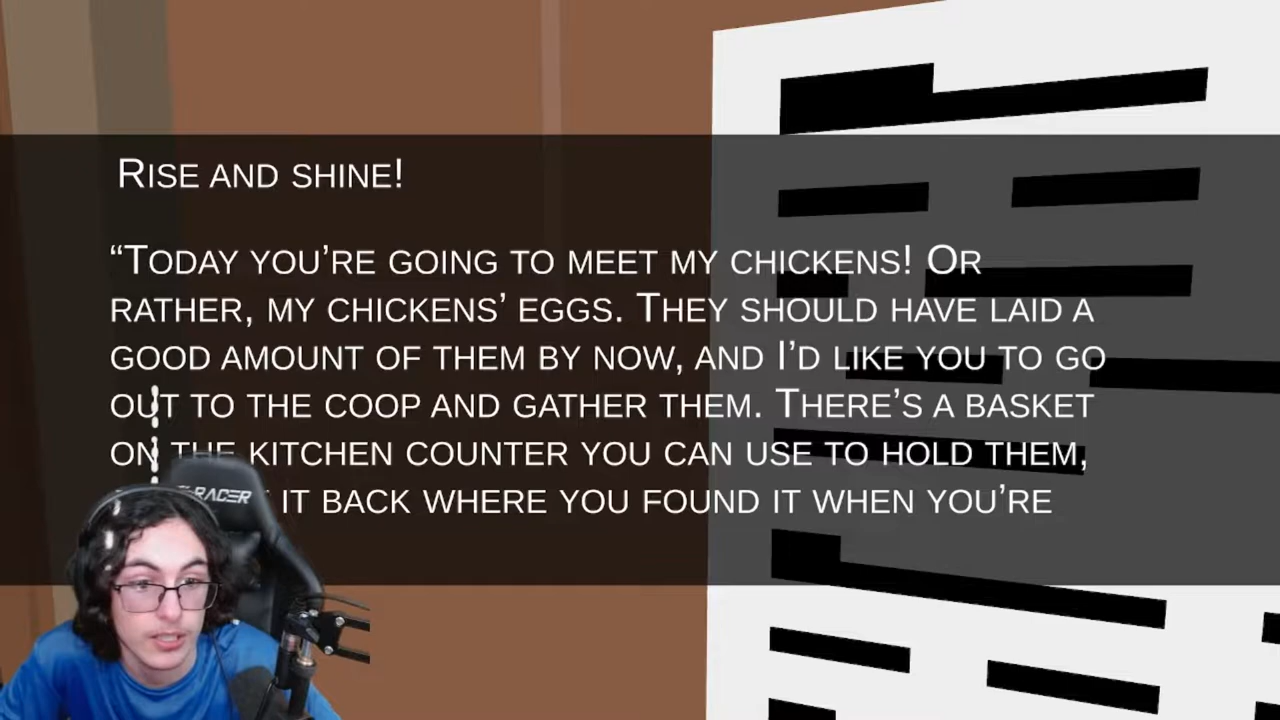 RISE AND SHINE!
“TODAY YOU’RE GOING TO MEET MY CHICKENS! OR
RATHER, MY CHICKENS’ EGGS. THEY SHOULD HAVE LAID A
GOOD AMOUNT OF THEM BY NOW, AND I’D LIKE YOU TO GO
OUT TO THE COOP AND GATHER THEM. THERE’S A BASKET
ON THE KITCHEN COUNTER YOU CAN USE TO HOLD THEM,
IT BACK WHERE YOU FOUND IT WHEN YOU’RE
RACER